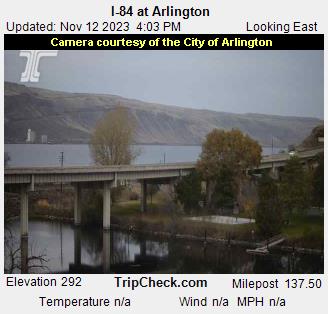 I-84 at Arlington
Updated: Nov 12 2023 4:03 PM Looking East
Camera courtesy of the City of Arlington
Elevation 292 TripCheck.com Milepost 137.50
Temperature n/a Wind n/a MPH n/a